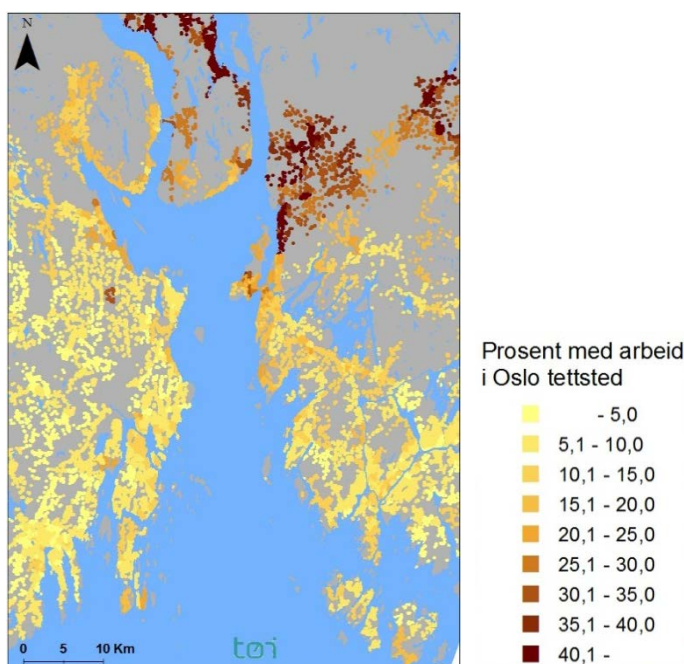 N
0 5 10 Km
tøi
Prosent med arbeid
i Oslo tettsted
- 5,0
5,1 - 10,0
10,1 - 15,0
15,1 - 20,0
20,1 - 25,0
25,1 - 30,0
30,1 - 35,0
35,1 - 40,0
40,1 -